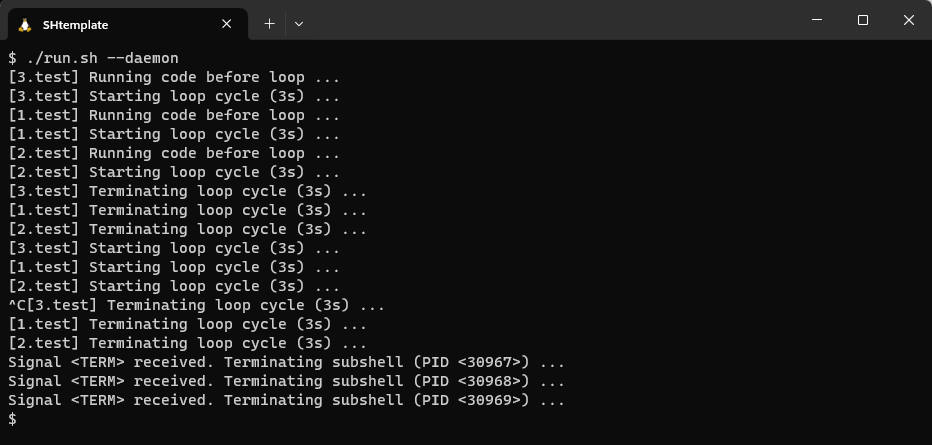 SHtemplate
$ ./run.sh --daemon
[3.test] Running code before loop ...
[3.test] Starting loop cycle (3s) ...
[1.test] Running code before loop ...
[1.test] Starting loop cycle (3s) ...
[2.test] Running code before loop ...
[2.test] Starting loop cycle (3s) ...
[3.test] Terminating loop cycle (3s) ...
[1.test] Terminating loop cycle (3s) ...
[2.test] Terminating loop cycle (3s) ...
[3.test] Starting loop cycle (3s) ...
[1.test] Starting loop cycle (3s) ...
[2.test] Starting loop cycle (3s) ...
^C[3.test] Terminating loop cycle (3s) ...
[1.test] Terminating loop cycle (3s) ...
[2.test] Terminating loop cycle (3s) ...
Signal <TERM> received. Terminating subshell (PID <30967>) ...
Signal <TERM> received. Terminating subshell (PID <30968>) ...
Signal <TERM> received. Terminating subshell (PID <30969>) ...
$